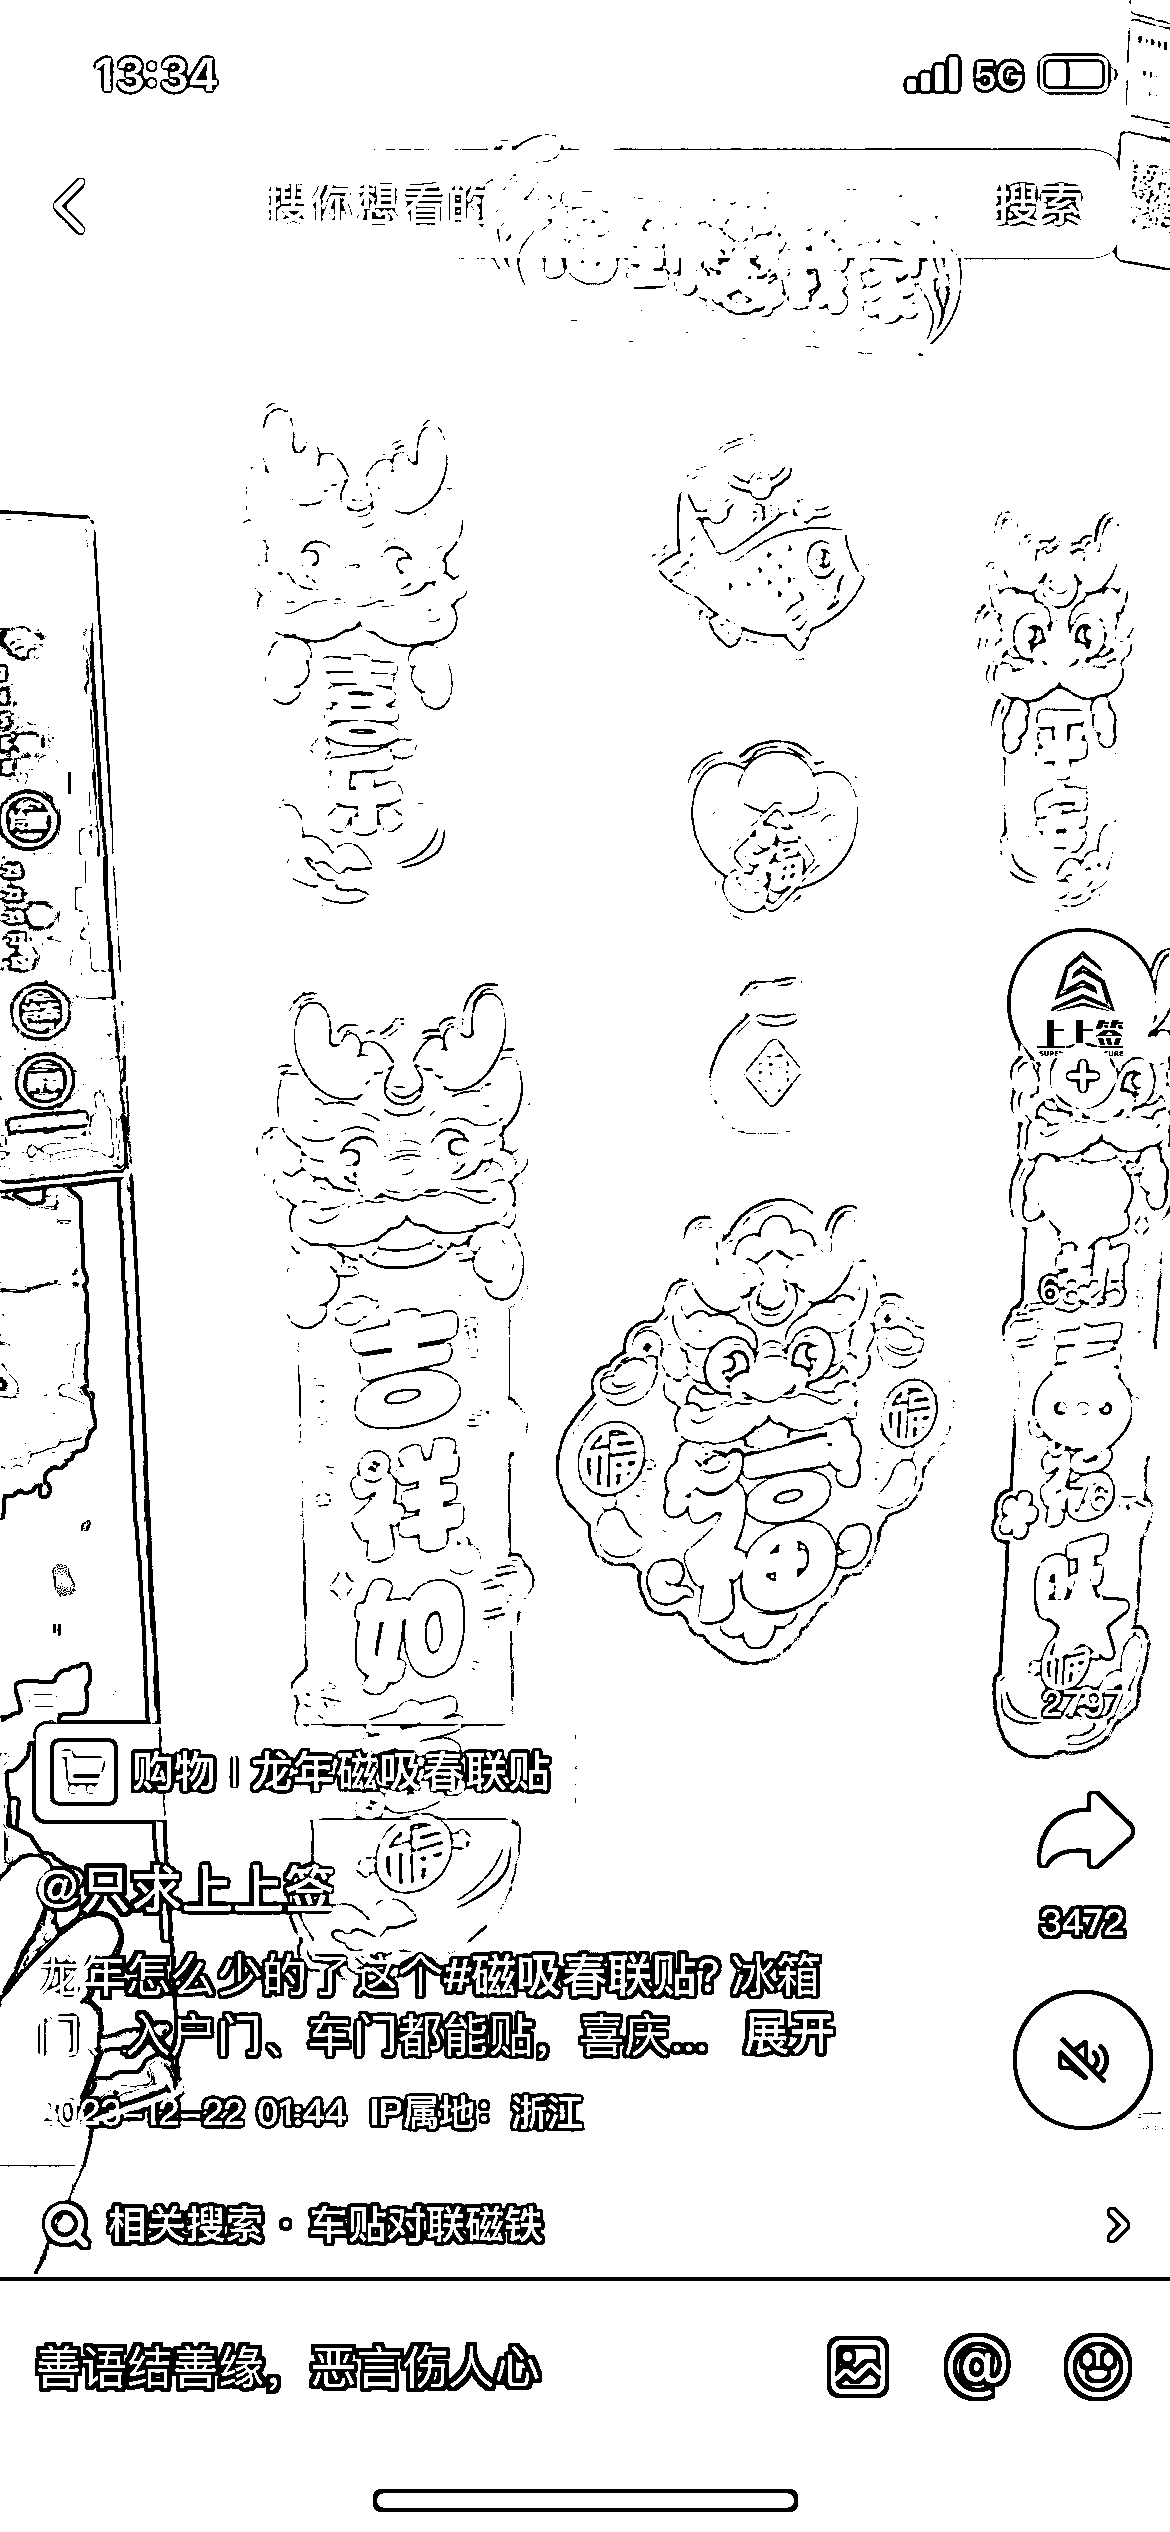 13:34
5G
搜你想看的
搜索
喜乐
平安
福
上上签
吉祥如
福
福
福
福
旺
福
2797
购物 | 龙年磁吸春联贴
福
@只求上上签
3472
龙年怎么少的了这个#磁吸春联贴？冰箱
门、入户门、车门都能贴，喜庆... 展开
2023-12-22 01:44 IP属地：浙江
相关搜索 · 车贴对联磁铁
善语结善缘，恶言伤人心